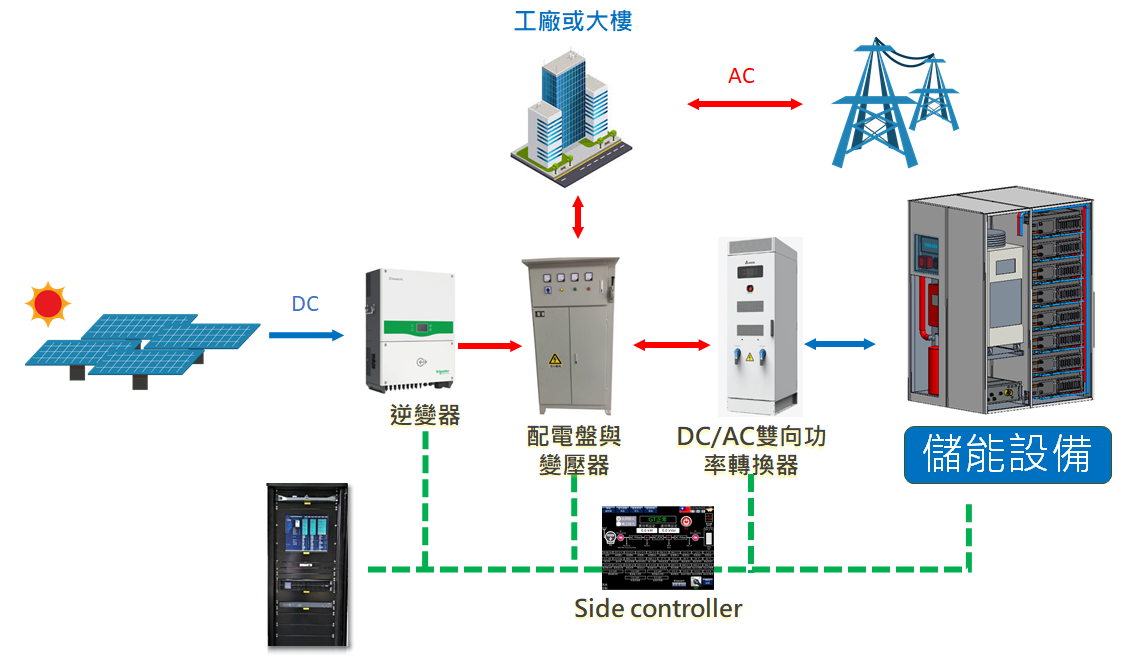 工廠或大樓
AC
DC
逆變器
配電盤與
變壓器
DC/AC雙向功
率轉換器
儲能設備
Side controller